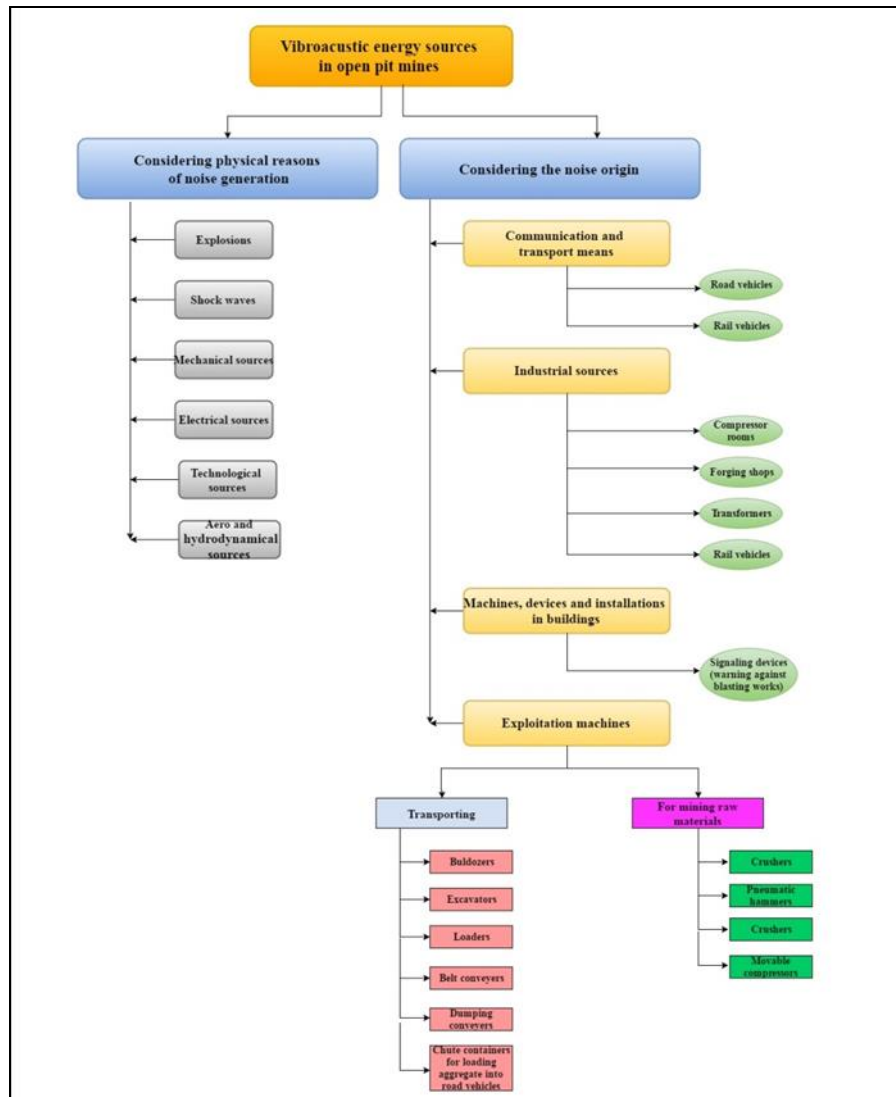 Vibroacustic energy sources
in open pit mines
Considering physical reasons
of noise generation
Considering the noise origin
Explosions
Shock waves
Mechanical sources
Electrical sources
Technological
sources
Aero and
hydrodynamical
sources
Communication and
transport means
Road vehicles
Rail vehicles
Industrial sources
Compressor
rooms
Forging shops
Transformers
Rail vehicles
Machines, devices and installations
in buildings
Signaling devices
(warning against
blasting works)
Exploitation machines
Transporting
Buldozers
Excavators
Loaders
Belt conveyers
Dumping
conveyers
Chute containers
for loading
aggregate into
road vehicles
For mining raw
materials
Crushers
Pneumatic
hammers
Crushers
Movable
compressors